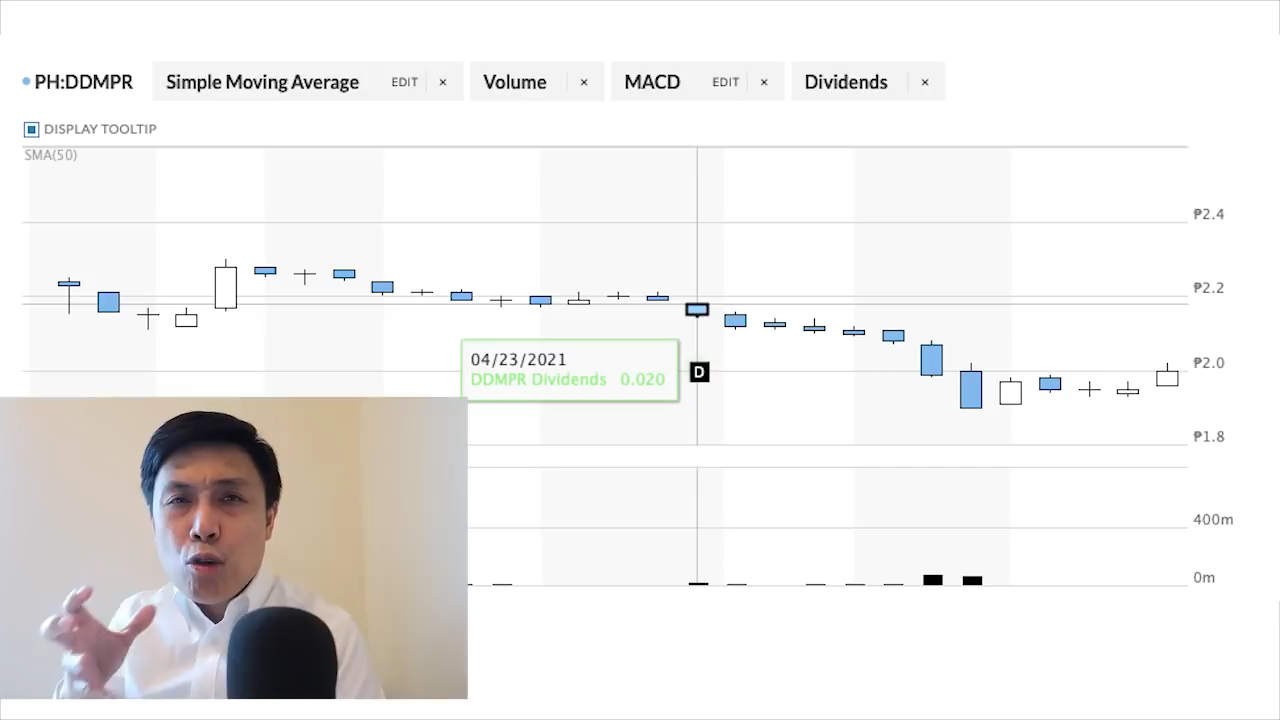 PH:DDMPR Simple Moving Average EDIT × Volume × MACD EDIT × Dividends ×
DISPLAY TOOLTIP
SMA(50)
₱2.4
₱2.2
04/23/2021
DDMPR Dividends 0.020
D
₱2.0
₱1.8
400m
0m